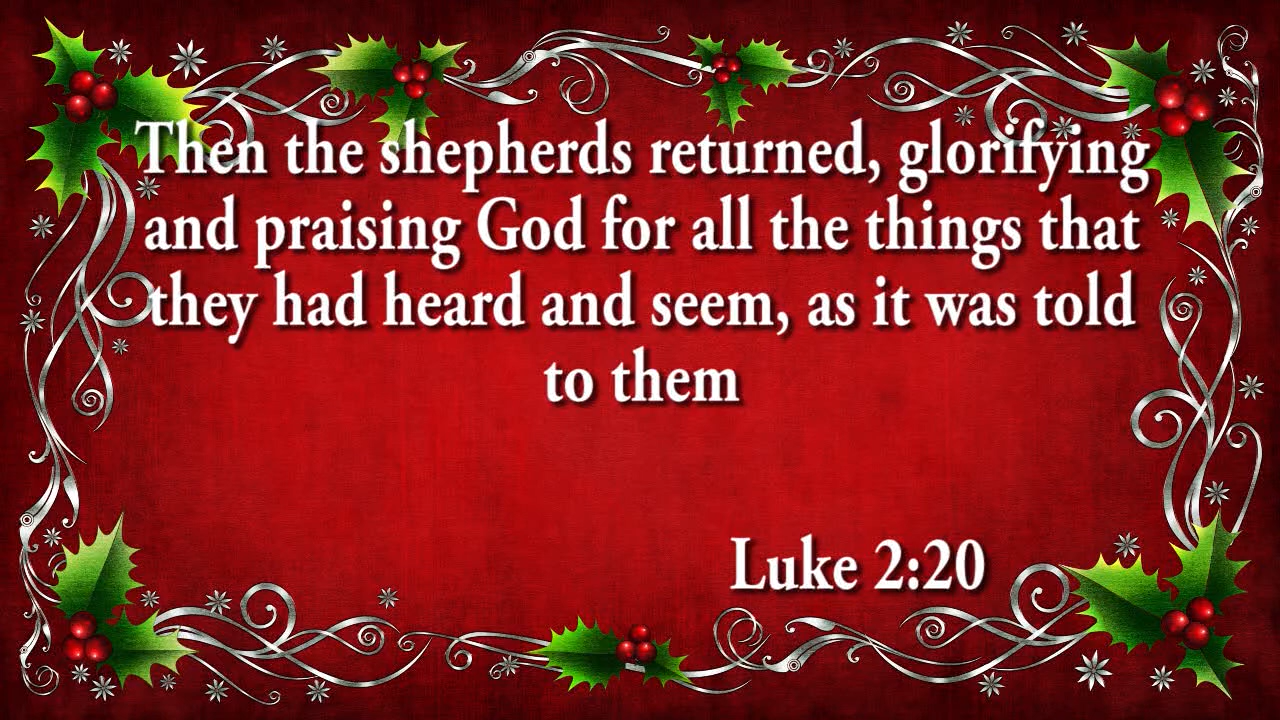 Then the shepherds returned, glorifying
and praising God for all the things that
they had heard and seem, as it was told
to them
Luke 2:20